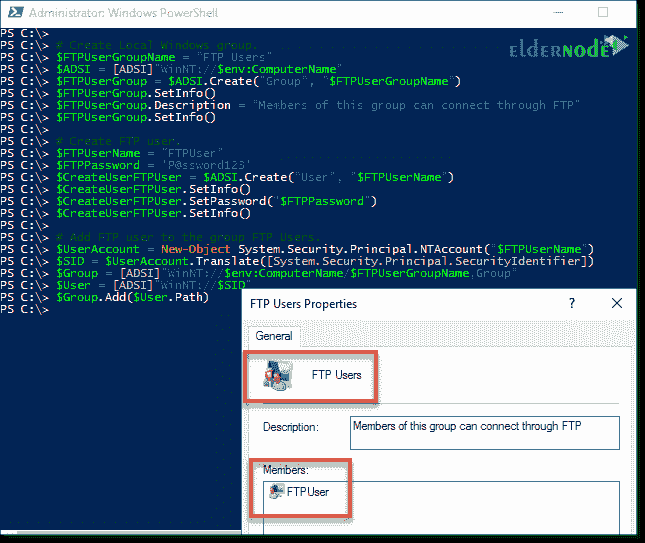 Administrator: Windows PowerShell
PS C:\>
PS C:\> # Create Local Windows group.
PS C:\> $FTPUserGroupName = "FTP Users"
PS C:\> $ADSI = [ADSI]"WinNT://$env:ComputerName"
PS C:\> $FTPUserGroup = $ADSI.Create("Group", "$FTPUserGroupName")
PS C:\> $FTPUserGroup.SetInfo()
PS C:\> $FTPUserGroup.Description = "Members of this group can connect through FTP"
PS C:\> $FTPUserGroup.SetInfo()
PS C:\>
PS C:\> # Create FTP user.
PS C:\> $FTPUserName = "FTPUser"
PS C:\> $FTPPassword = 'P@ssword123'
PS C:\> $CreateUserFTPUser = $ADSI.Create("User", "$FTPUserName")
PS C:\> $CreateUserFTPUser.SetInfo()
PS C:\> $CreateUserFTPUser.SetPassword("$FTPPassword")
PS C:\> $CreateUserFTPUser.SetInfo()
PS C:\>
PS C:\> # Add FTP user to the group FTP Users.
PS C:\> $UserAccount = New-Object System.Security.Principal.NTAccount("$FTPUserName")
PS C:\> $SID = $UserAccount.Translate([System.Security.Principal.SecurityIdentifier])
PS C:\> $Group = [ADSI]"WinNT://$env:ComputerName/$FTPUserGroupName,Group"
PS C:\> $User = [ADSI]"WinNT://$SID"
PS C:\> $Group.Add($User.Path)
PS C:\>
ELDERNODE
FTP Users Properties
?
General
FTP Users
Description:
Members of this group can connect through FTP
Members:
FTPUser